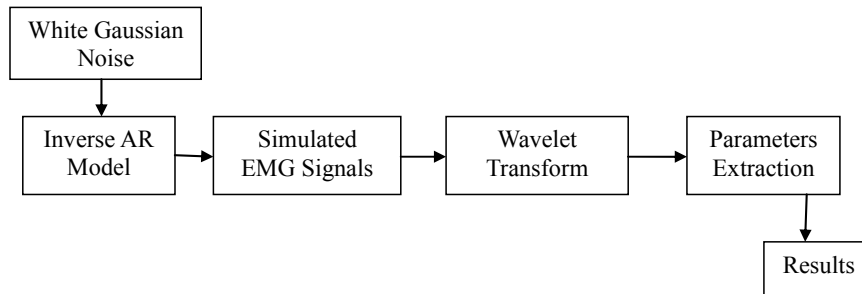 White Gaussian
Noise
Inverse AR
Model
Simulated
EMG Signals
Wavelet
Transform
Parameters
Extraction
Results